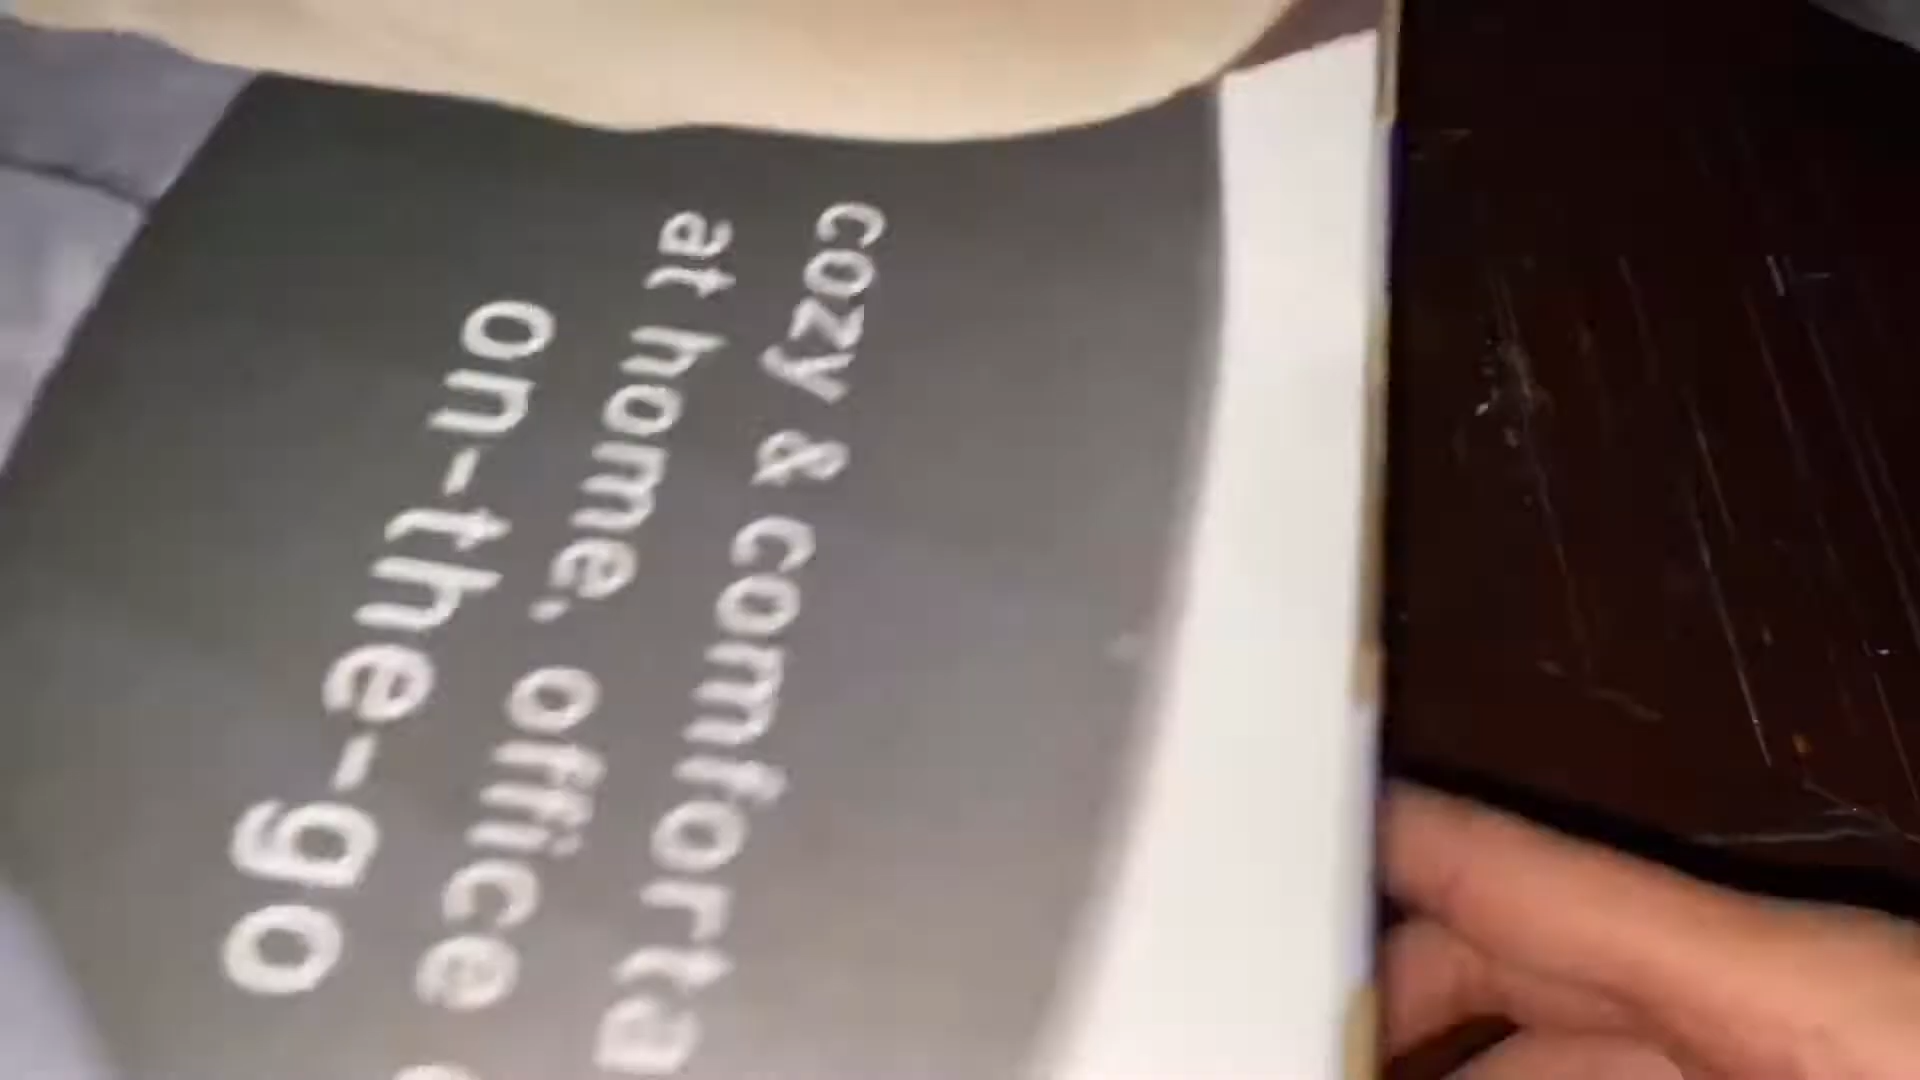 cozy & comforta
at home, office
on-the-go